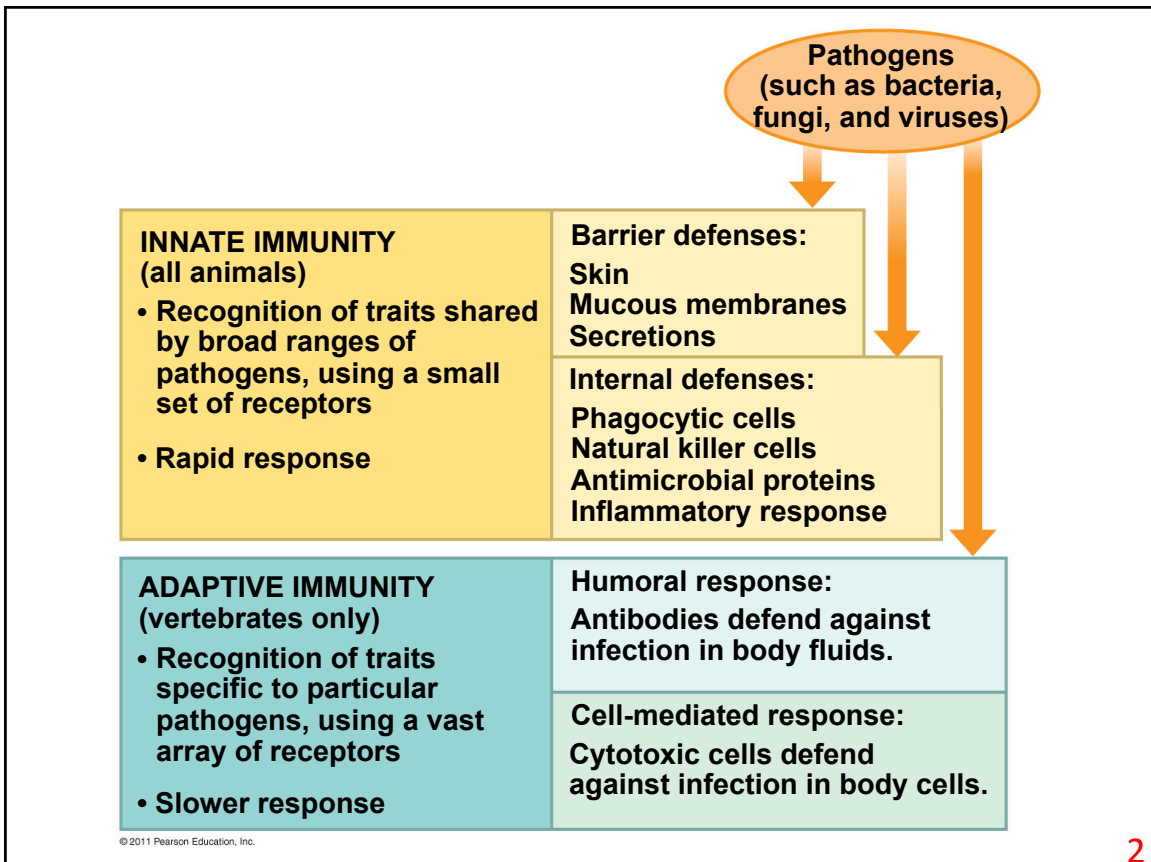 Pathogens
(such as bacteria,
fungi, and viruses)
INNATE IMMUNITY
(all animals)
• Recognition of traits shared
by broad ranges of
pathogens, using a small
set of receptors
• Rapid response
Barrier defenses:
Skin
Mucous membranes
Secretions
Internal defenses:
Phagocytic cells
Natural killer cells
Antimicrobial proteins
Inflammatory response
ADAPTIVE IMMUNITY
(vertebrates only)
• Recognition of traits
specific to particular
pathogens, using a vast
array of receptors
• Slower response
Humoral response:
Antibodies defend against
infection in body fluids.
Cell-mediated response:
Cytotoxic cells defend
against infection in body cells.
© 2011 Pearson Education, Inc.
2